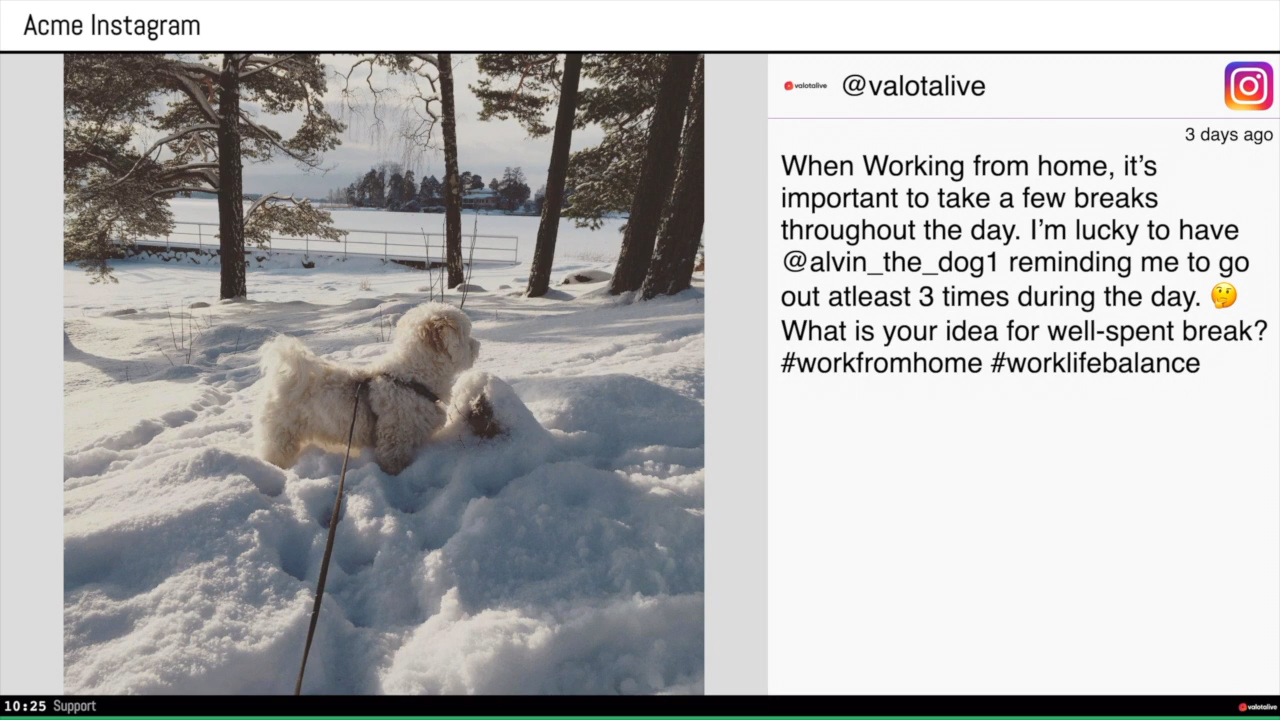 Acme Instagram
valotalive
@valotalive
3 days ago
When Working from home, it’s
important to take a few breaks
throughout the day. I’m lucky to have
@alvin_the_dog1 reminding me to go
out atleast 3 times during the day. 🤔
What is your idea for well-spent break?
#workfromhome #worklifebalance
10:25 Support
valotalive